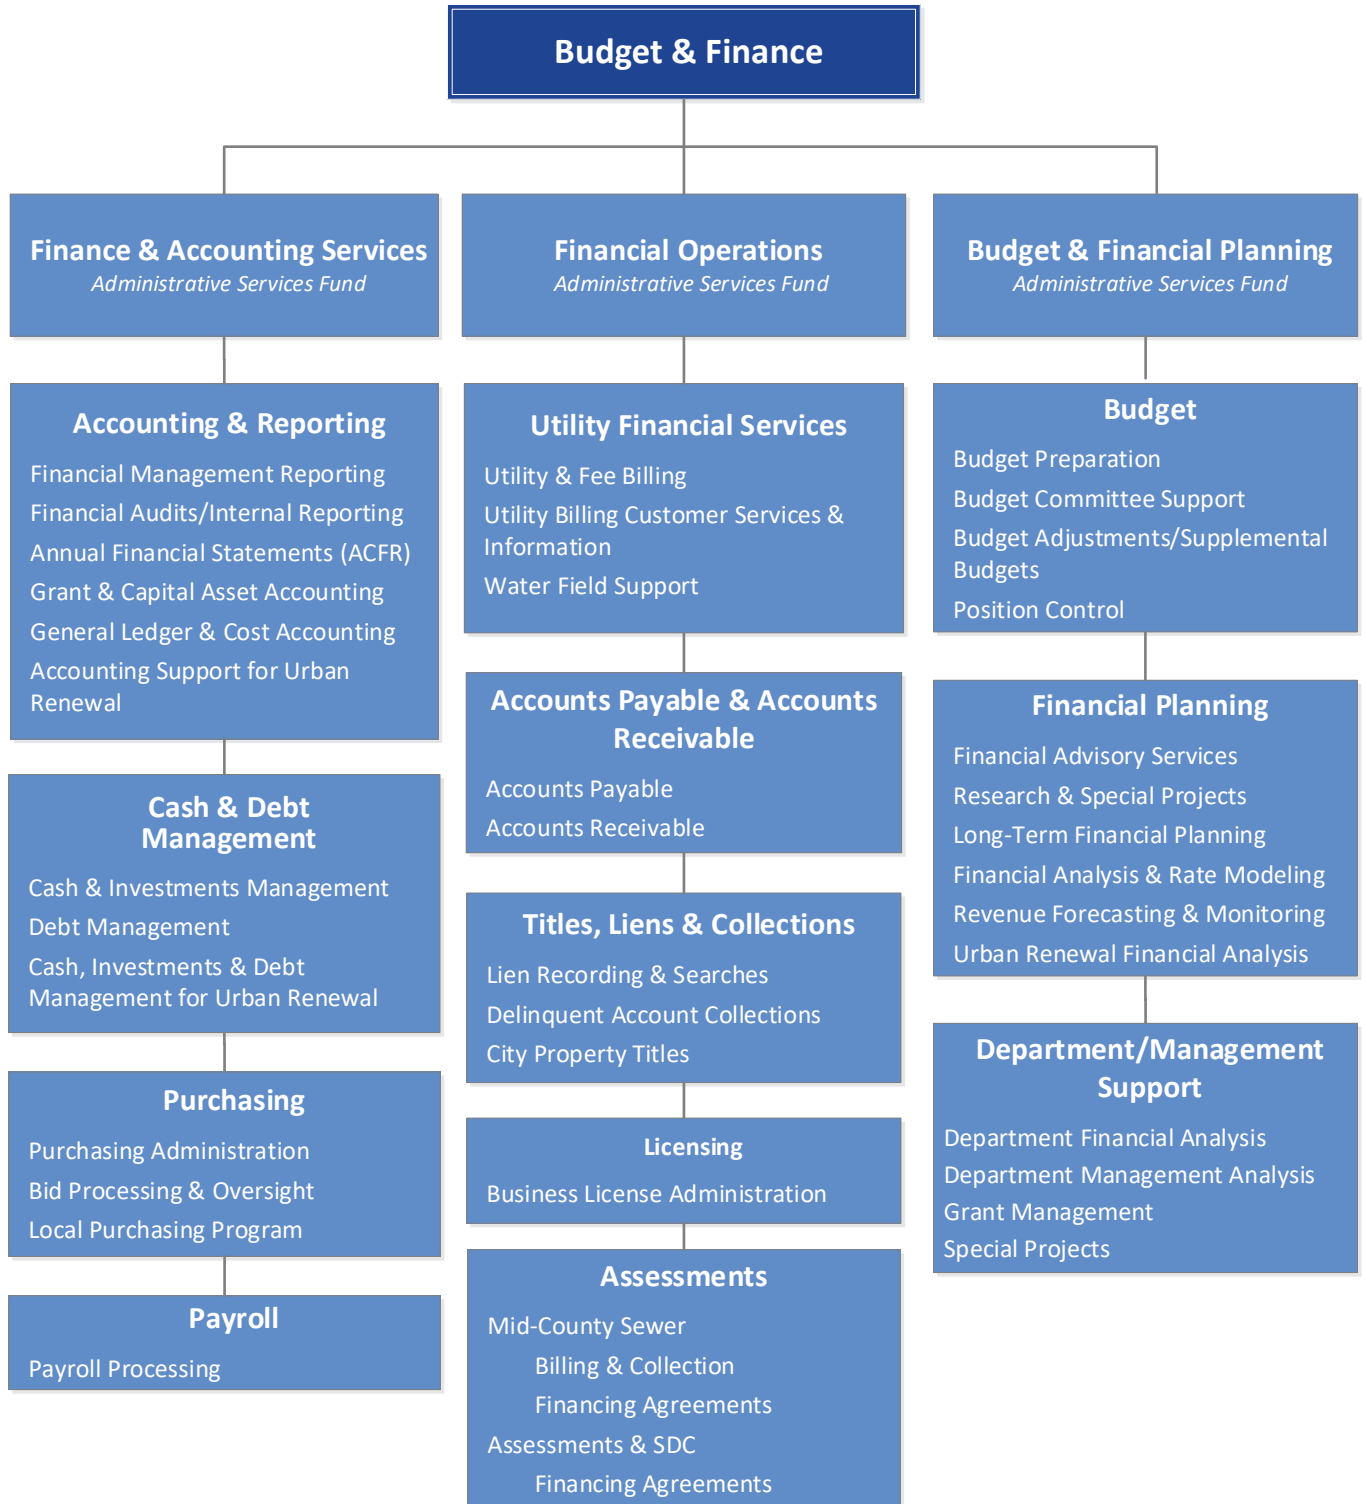 Budget & Finance
Finance & Accounting Services
Administrative Services Fund
Financial Operations
Administrative Services Fund
Budget & Financial Planning
Administrative Services Fund
Accounting & Reporting
Financial Management Reporting
Financial Audits/Internal Reporting
Annual Financial Statements (ACFR)
Grant & Capital Asset Accounting
General Ledger & Cost Accounting
Accounting Support for Urban
Renewal
Cash & Debt
Management
Cash & Investments Management
Debt Management
Cash, Investments & Debt
Management for Urban Renewal
Purchasing
Purchasing Administration
Bid Processing & Oversight
Local Purchasing Program
Payroll
Payroll Processing
Utility Financial Services
Utility & Fee Billing
Utility Billing Customer Services &
Information
Water Field Support
Accounts Payable & Accounts
Receivable
Accounts Payable
Accounts Receivable
Titles, Liens & Collections
Lien Recording & Searches
Delinquent Account Collections
City Property Titles
Licensing
Business License Administration
Assessments
Mid-County Sewer
Billing & Collection
Financing Agreements
Assessments & SDC
Financing Agreements
Budget
Budget Preparation
Budget Committee Support
Budget Adjustments/Supplemental
Budgets
Position Control
Financial Planning
Financial Advisory Services
Research & Special Projects
Long-Term Financial Planning
Financial Analysis & Rate Modeling
Revenue Forecasting & Monitoring
Urban Renewal Financial Analysis
Department/Management
Support
Department Financial Analysis
Department Management Analysis
Grant Management
Special Projects